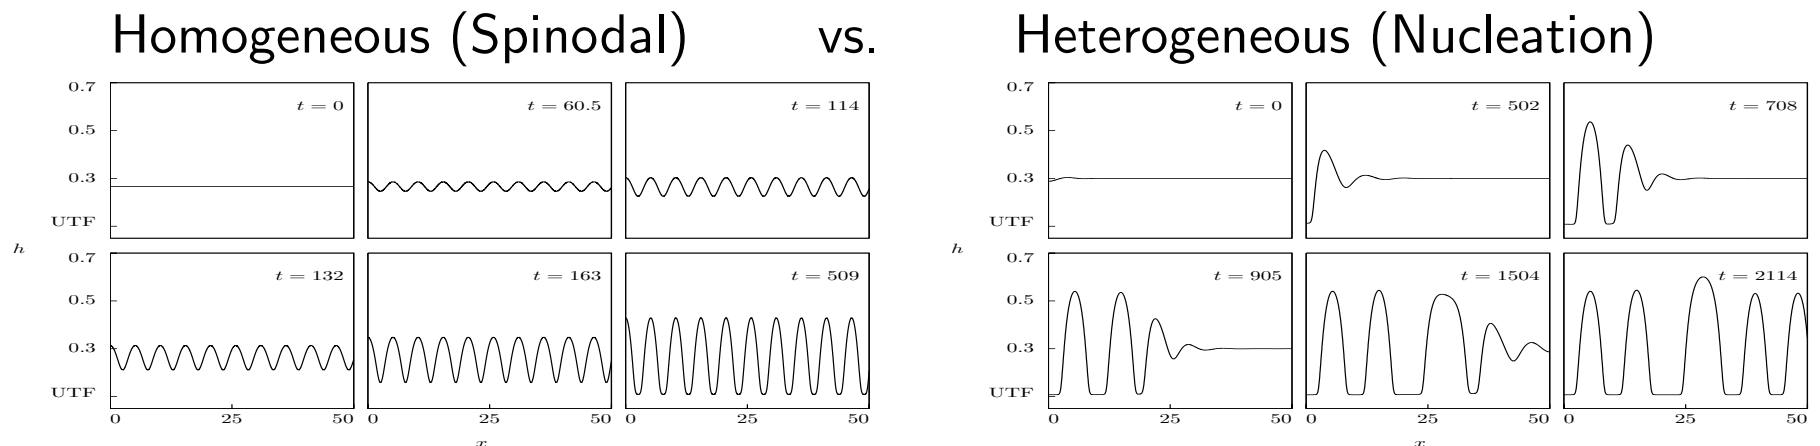 Homogeneous (Spinodal) vs. Heterogeneous (Nucleation)
0.7
0.5
0.3
UTF
t = 0
t = 60.5
t = 114
h
0.7
0.5
0.3
UTF
t = 132
t = 163
t = 509
0 25 50
0 25 50
0 25 50
x
0.7
0.5
0.3
UTF
t = 0
t = 502
t = 708
h
0.7
0.5
0.3
UTF
t = 905
t = 1504
t = 2114
0 25 50
0 25 50
0 25 50
x